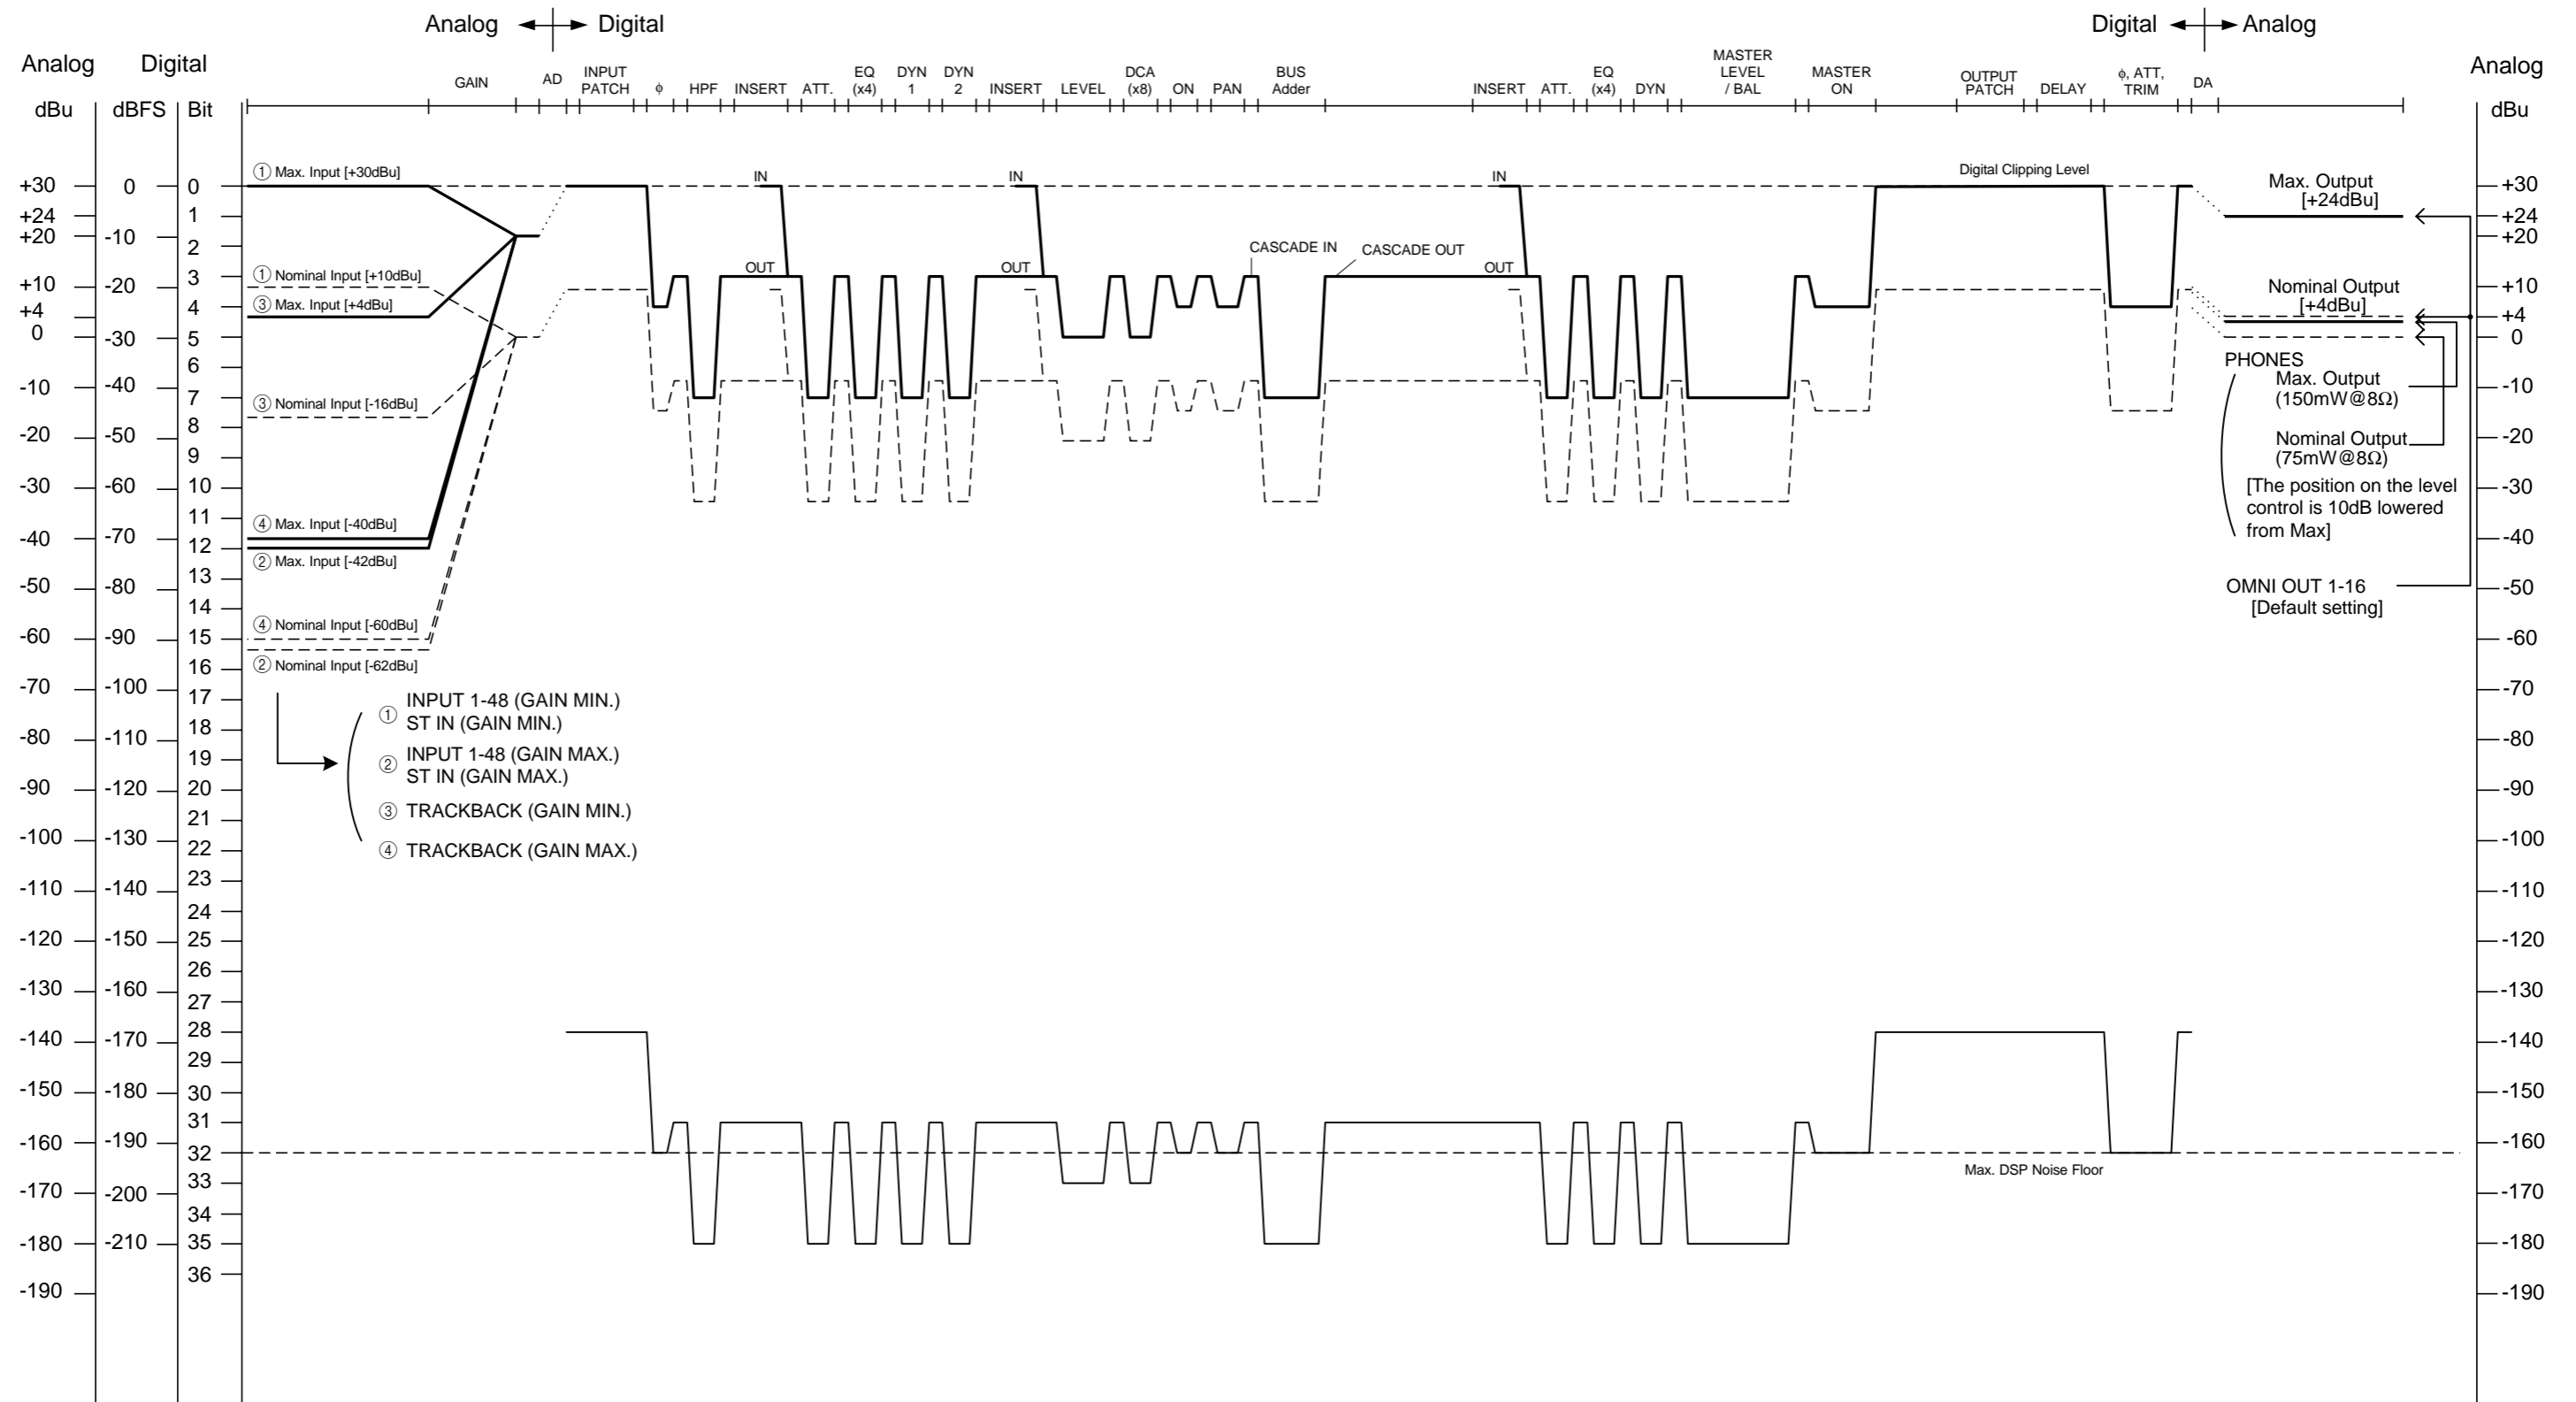 Analog Digital
Digital Analog
Analog Digital
Analog
dBu dBFS Bit
dBu
GAIN
AD
INPUT
PATCH
ϕ
HPF
INSERT
ATT.
EQ
(x4)
DYN
1
DYN
2
INSERT
LEVEL
DCA
(x8)
ON
PAN
BUS
Adder
INSERT
ATT.
EQ
(x4)
DYN
MASTER
LEVEL
/ BAL
MASTER
ON
OUTPUT
PATCH
DELAY
ϕ, ATT,
TRIM
DA
+30
+24
+20
+10
+4
0
-10
-20
-30
-40
-50
-60
-70
-80
-90
-100
-110
-120
-130
-140
-150
-160
-170
-180
-190
0
-10
-20
-30
-40
-50
-60
-70
-80
-90
-100
-110
-120
-130
-140
-150
-160
-170
-180
-190
-200
-210
0
1
2
3
4
5
6
7
8
9
10
11
12
13
14
15
16
17
18
19
20
21
22
23
24
25
26
27
28
29
30
31
32
33
34
35
36
① Max. Input [+30dBu]
① Nominal Input [+10dBu]
③ Max. Input [+4dBu]
③ Nominal Input [-16dBu]
④ Max. Input [-40dBu]
② Max. Input [-42dBu]
④ Nominal Input [-60dBu]
② Nominal Input [-62dBu]
① INPUT 1-48 (GAIN MIN.)
ST IN (GAIN MIN.)
② INPUT 1-48 (GAIN MAX.)
ST IN (GAIN MAX.)
③ TRACKBACK (GAIN MIN.)
④ TRACKBACK (GAIN MAX.)
IN
OUT
IN
OUT
CASCADE IN
CASCADE OUT
IN
OUT
Digital Clipping Level
Max. DSP Noise Floor
Max. Output
[+24dBu]
Nominal Output
[+4dBu]
PHONES
Max. Output
(150mW@8Ω)
Nominal Output
(75mW@8Ω)
[The position on the level
control is 10dB lowered
from Max]
OMNI OUT 1-16
[Default setting]
+30
+24
+20
+10
+4
0
-10
-20
-30
-40
-50
-60
-70
-80
-90
-100
-110
-120
-130
-140
-150
-160
-170
-180
-190